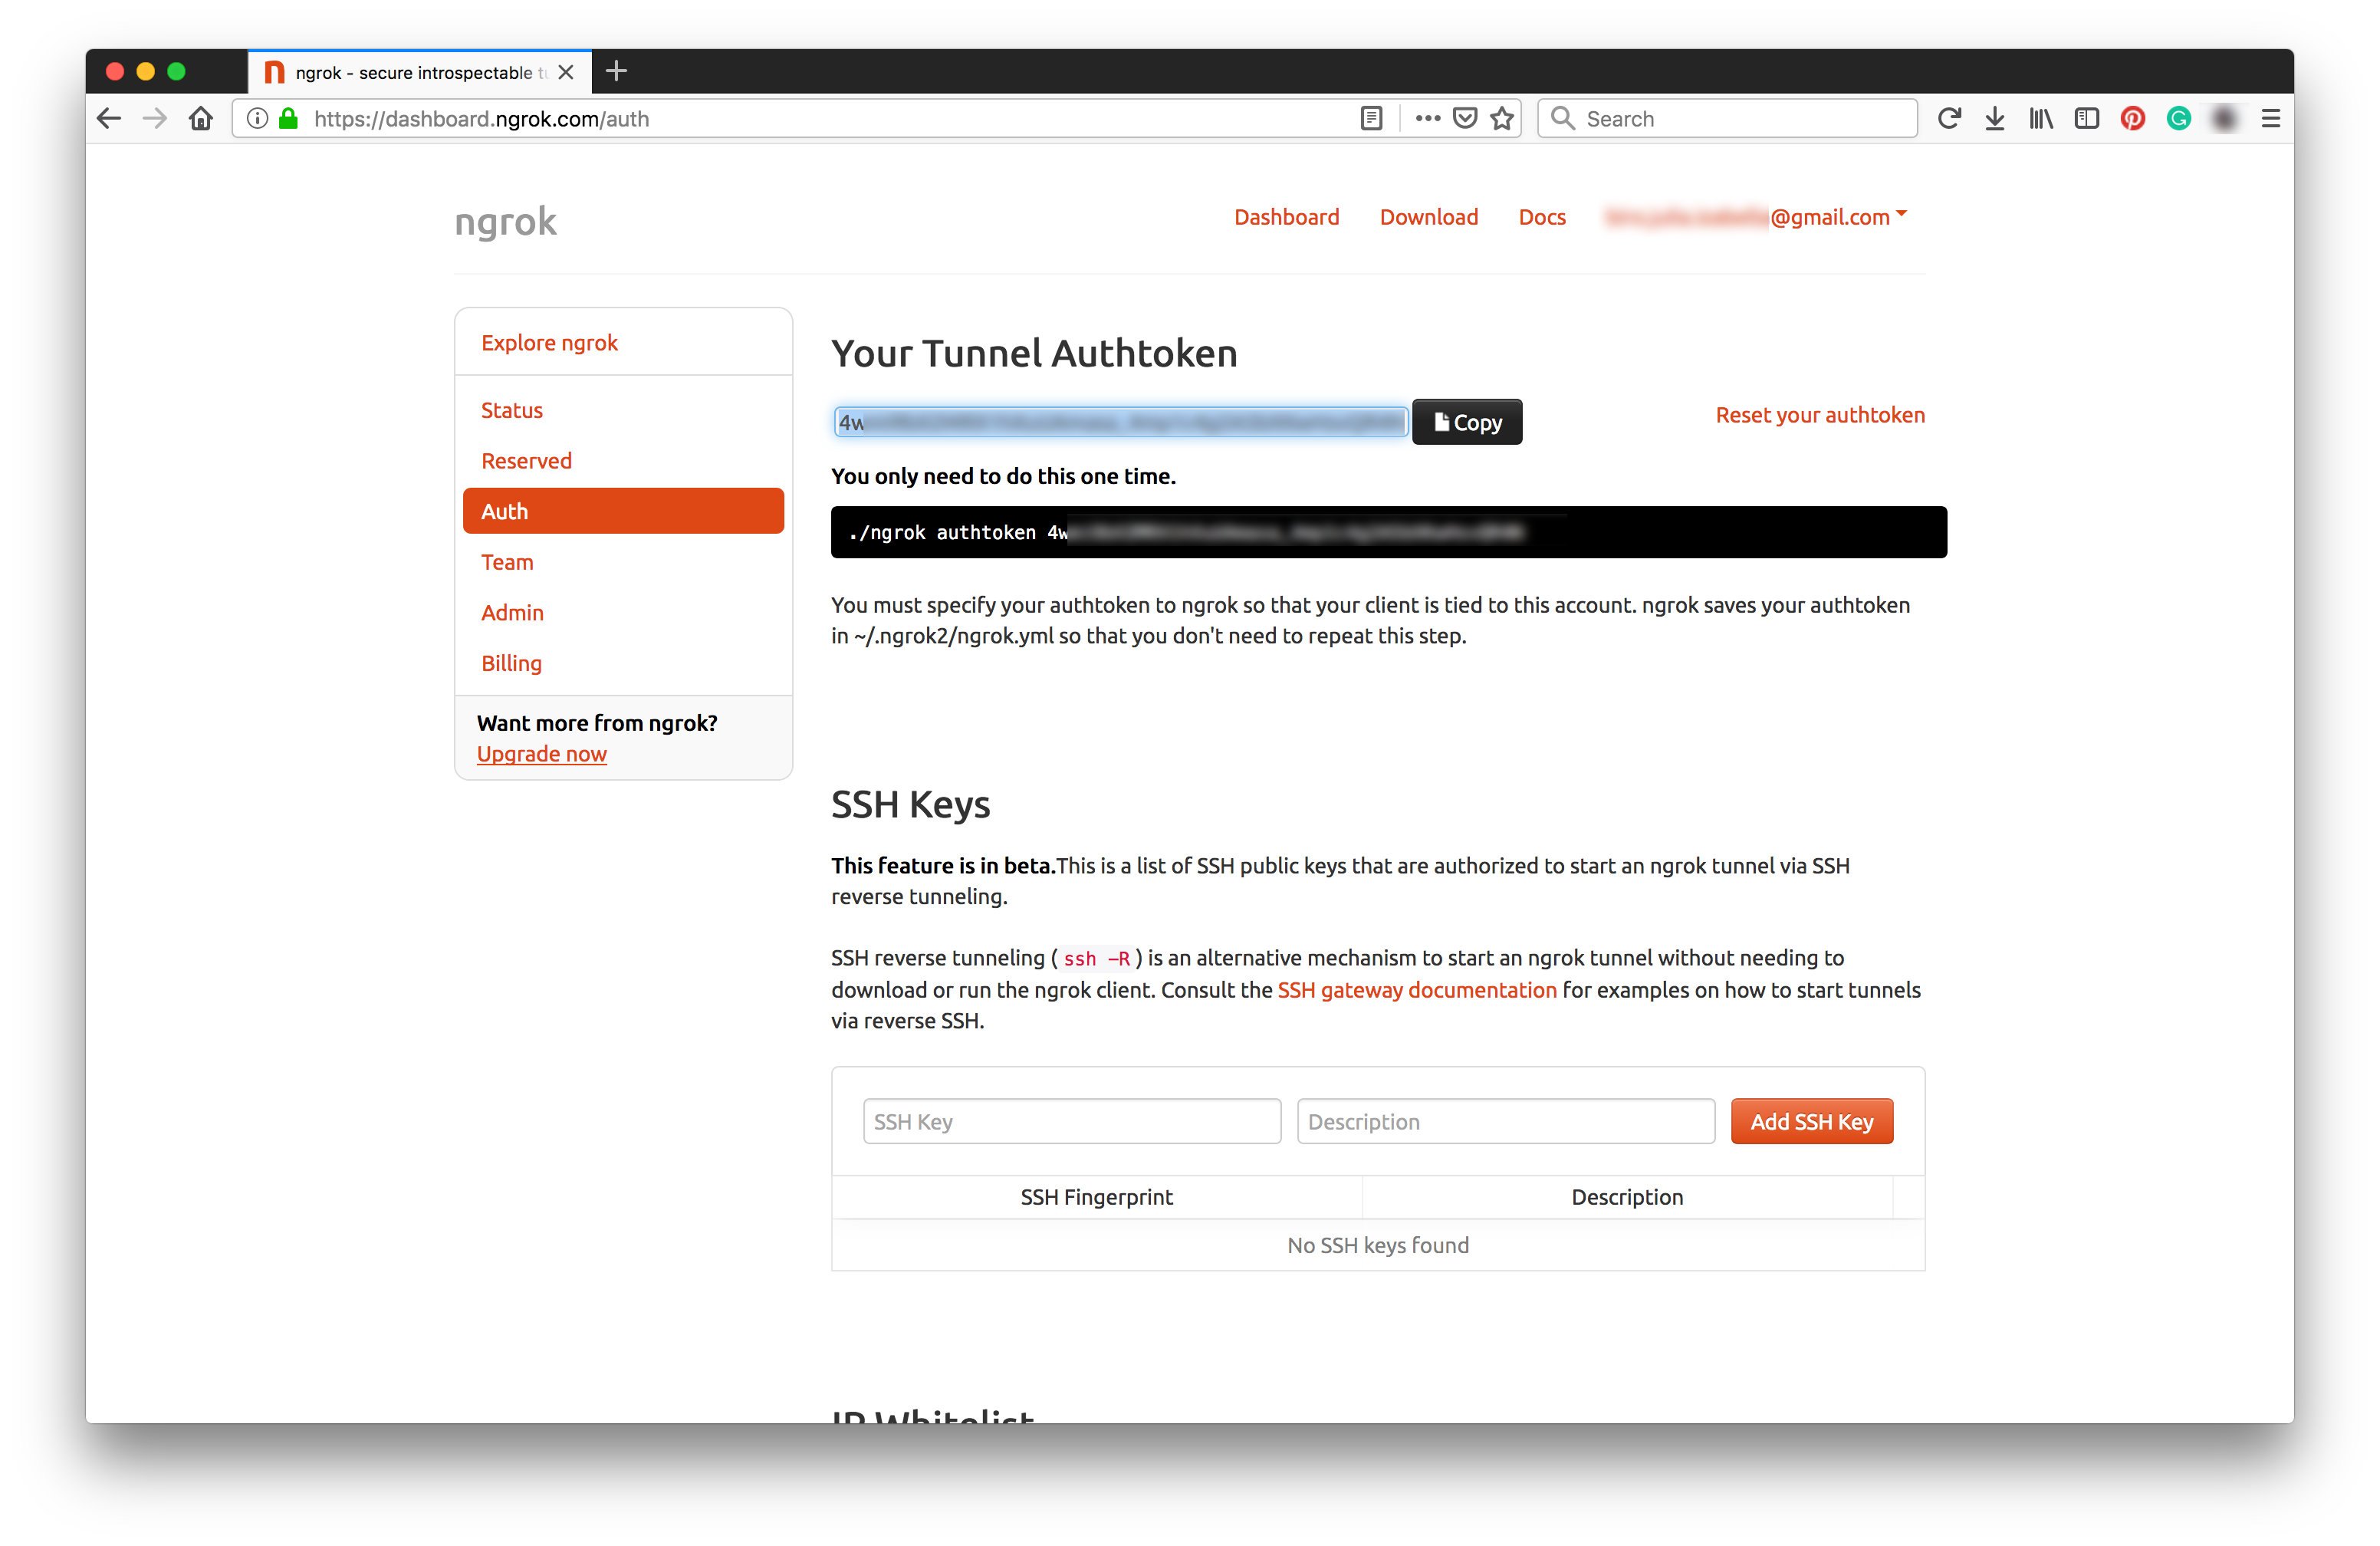 ngrok - secure introspectable tu
https://dashboard.ngrok.com/auth
Search
ngrok
Dashboard
Download
Docs
@gmail.com
Explore ngrok
Status
Reserved
Auth
Team
Admin
Billing
Want more from ngrok?
Upgrade now
Your Tunnel Authtoken
4w
Copy
Reset your authtoken
You only need to do this one time.
./ngrok authtoken 4w
You must specify your authtoken to ngrok so that your client is tied to this account. ngrok saves your authtoken
in ~/.ngrok2/ngrok.yml so that you don't need to repeat this step.
SSH Keys
This feature is in beta.This is a list of SSH public keys that are authorized to start an ngrok tunnel via SSH
reverse tunneling.
SSH reverse tunneling ( ssh -R ) is an alternative mechanism to start an ngrok tunnel without needing to
download or run the ngrok client. Consult the SSH gateway documentation for examples on how to start tunnels
via reverse SSH.
SSH Key
Description
Add SSH Key
SSH Fingerprint
Description
No SSH keys found
IP Whitelist